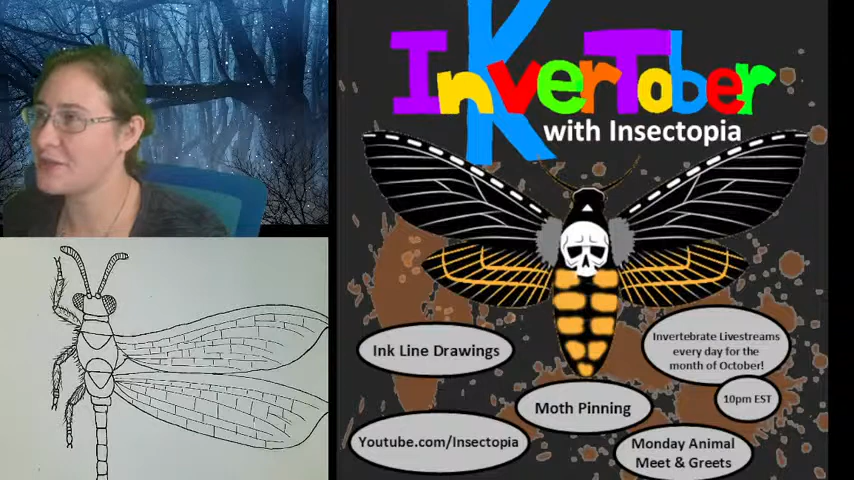 InKverTober
with Insectopia
Ink Line Drawings
Invertebrate Livestreams
every day for the
month of October!
10pm EST
Moth Pinning
Youtube.com/Insectopia
Monday Animal
Meet & Greets